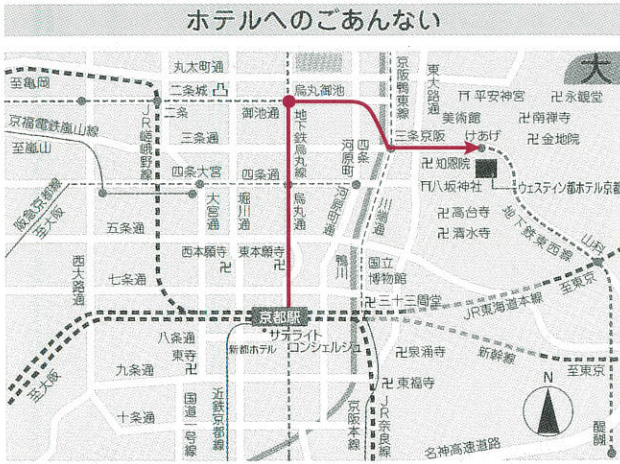 ホテルへのごあんない
大
至亀岡
丸太町通
二条城
烏丸御池
京阪鴨東線
東大路通
平安神宮
永観堂
京福電鉄嵐山線
至嵐山
JR嵯峨野線
二条
御池通
地下鉄烏丸線
三条通
四条
河原町
三条京阪
美術館
けあげ
南禅寺
金地院
知恩院
四条大宮
四条通
八坂神社
ウェスティン都ホテル京都
阪急京都線
至大阪
大宮通
堀川通
烏丸通
河原町通
川端通
高台寺
地下鉄東西線
清水寺
五条通
西大路通
西本願寺
東本願寺
鴨川
国立
博物館
山科
至東京
七条通
三十三間堂
JR東海道本線
京都駅
八条通
サテライト
コンシェルジュ
新都ホテル
東寺
新幹線
至東京
泉涌寺
九条通
至大阪
東福寺
N
十条通
国道一号線
近鉄京都線
京阪本線
JR奈良線
名神高速道路
醍醐